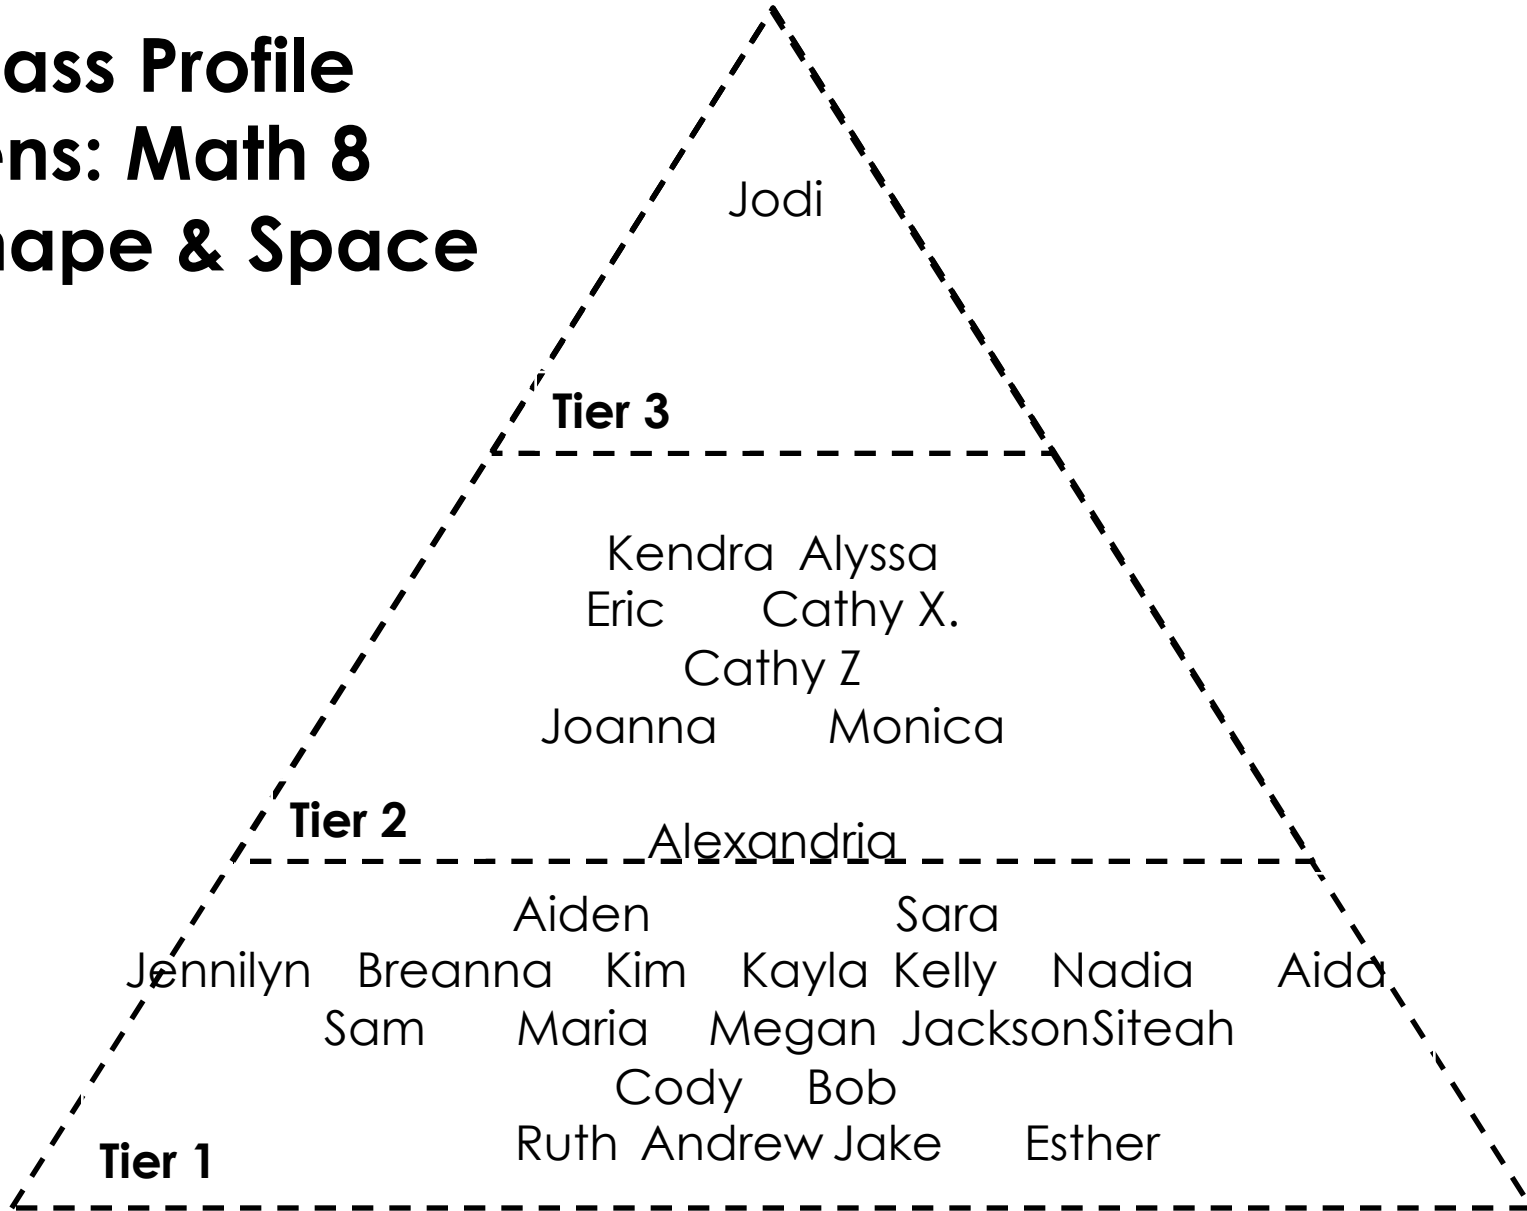 ass Profile
ens: Math 8
hape & Space
Jodi
Tier 3
Kendra Alyssa
Eric Cathy X.
Cathy Z
Joanna Monica
Tier 2
Alexandria
Aiden Sara
Jennilyn Breanna Kim Kayla Kelly Nadia Aida
Sam Maria Megan Jackson Siteah
Cody Bob
Ruth Andrew Jake Esther
Tier 1